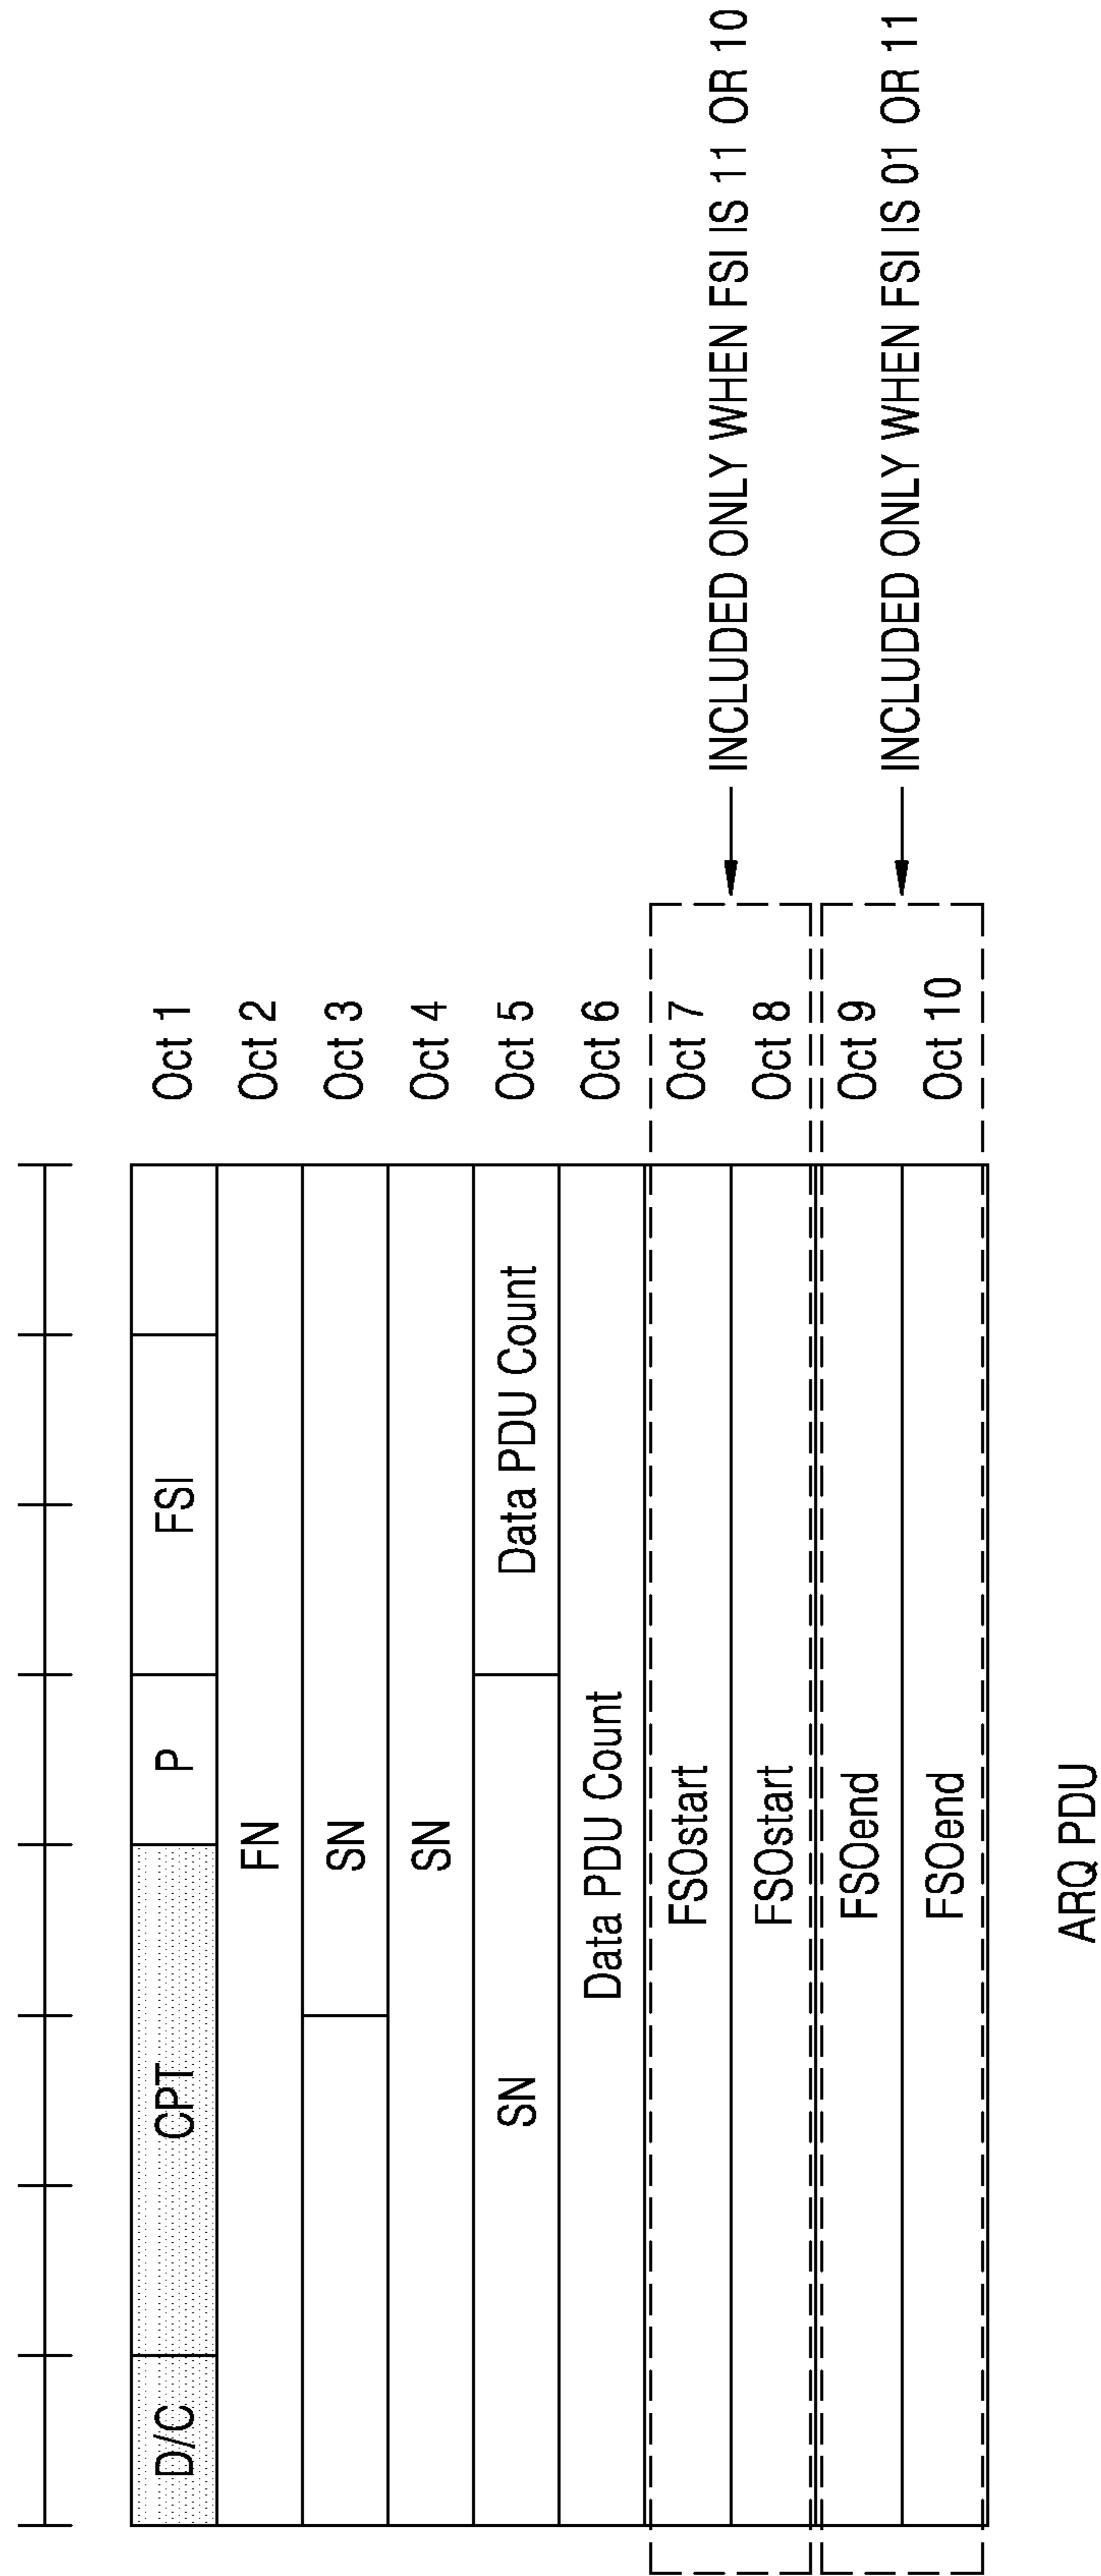 D/C CPT P FSI Oct 1
FN Oct 2
SN Oct 3
SN Oct 4
SN Data PDU Count Oct 5
Data PDU Count Oct 6
FSOstart Oct 7
FSOstart Oct 8
INCLUDED ONLY WHEN FSI IS 11 OR 10
FSOend Oct 9
FSOend Oct 10
INCLUDED ONLY WHEN FSI IS 01 OR 11
ARQ PDU